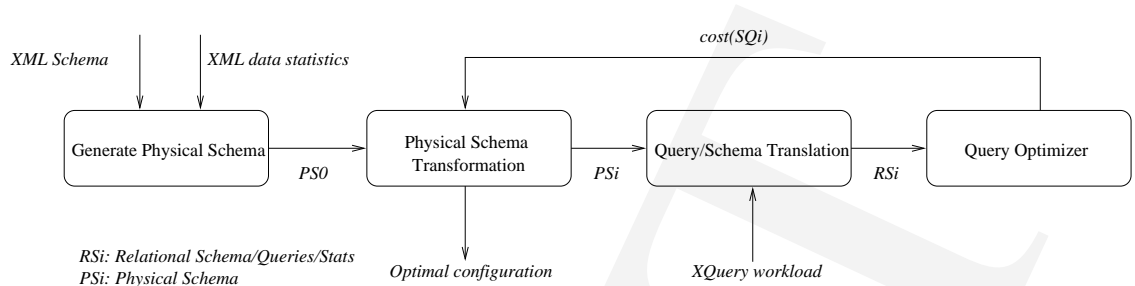 cost(SQi)
XML Schema
XML data statistics
Generate Physical Schema
Physical Schema
Transformation
Query/Schema Translation
Query Optimizer
PS0
PSi
RSi
RSi: Relational Schema/Queries/Stats
PSi: Physical Schema
Optimal configuration
XQuery workload